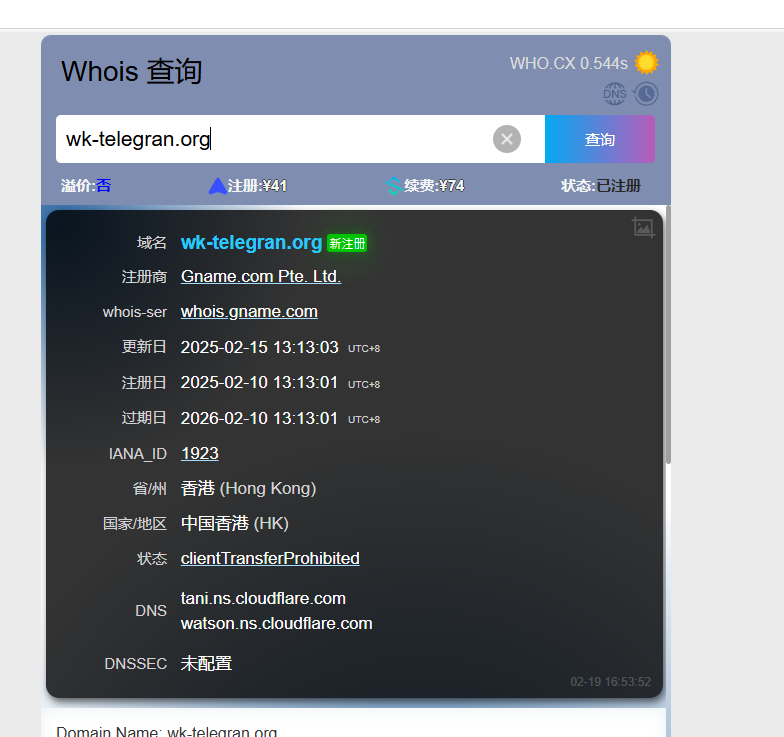 Whois 查询
WHO.CX 0.544s
DNS
wk-telegran.org
查询
溢价:否 注册:¥41 续费:¥74 状态:已注册
域名 wk-telegran.org 新注册
注册商 Gname.com Pte. Ltd.
whois-ser whois.gname.com
更新日 2025-02-15 13:13:03 UTC+8
注册日 2025-02-10 13:13:01 UTC+8
过期日 2026-02-10 13:13:01 UTC+8
IANA_ID 1923
省/州 香港 (Hong Kong)
国家/地区 中国香港 (HK)
状态 clientTransferProhibited
DNS tani.ns.cloudflare.com
watson.ns.cloudflare.com
DNSSEC 未配置
02-19 16:53:52
Domain Name: wk-telegran.org